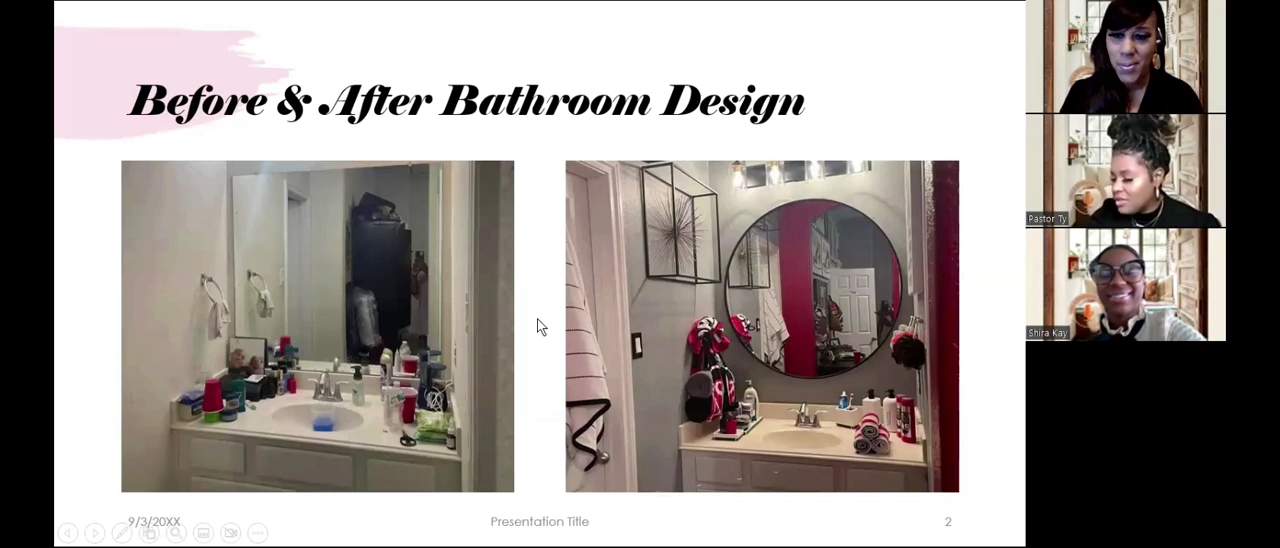 Before & After Bathroom Design
Pastor Ty
Shira Kay
9/3/20XX
Presentation Title
2